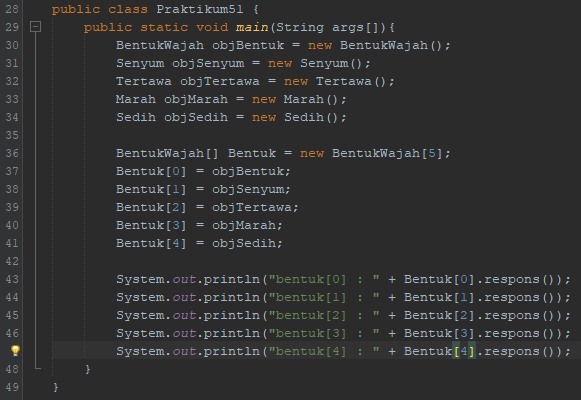 28 public class Praktikum51 {
29 public static void main(String args[]){
30 BentukWajah objBentuk = new BentukWajah();
31 Senyum objSenyum = new Senyum();
32 Tertawa objTertawa = new Tertawa();
33 Marah objMarah = new Marah();
34 Sedih objSedih = new Sedih();
35
36 BentukWajah[] Bentuk = new BentukWajah[5];
37 Bentuk[0] = objBentuk;
38 Bentuk[1] = objSenyum;
39 Bentuk[2] = objTertawa;
40 Bentuk[3] = objMarah;
41 Bentuk[4] = objSedih;
42
43 System.out.println("bentuk[0] : " + Bentuk[0].respons());
44 System.out.println("bentuk[1] : " + Bentuk[1].respons());
45 System.out.println("bentuk[2] : " + Bentuk[2].respons());
46 System.out.println("bentuk[3] : " + Bentuk[3].respons());
System.out.println("bentuk[4] : " + Bentuk[4].respons());
48 }
49 }